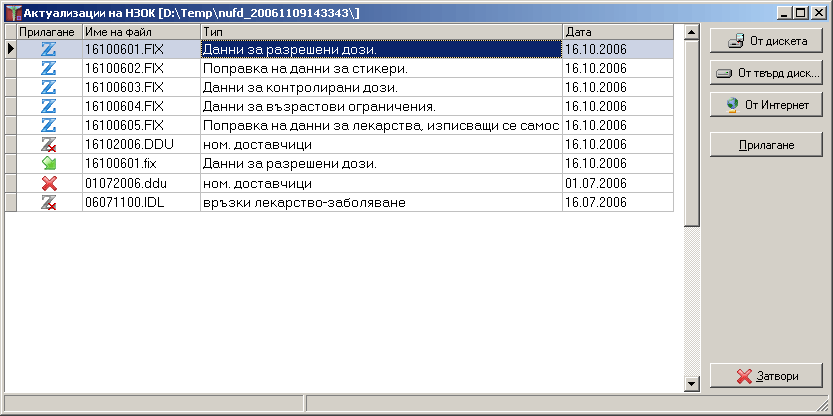 Актуализации на НЗОК [D:\Temp\nufd_20061109143343\]
Прилагане Име на файл Тип Дата
16100601.FIX Данни за разрешени дози. 16.10.2006
16100602.FIX Поправка на данни за стикери. 16.10.2006
16100603.FIX Данни за контролирани дози. 16.10.2006
16100604.FIX Данни за възрастови ограничения. 16.10.2006
16100605.FIX Поправка на данни за лекарства, изписващи се самос 16.10.2006
16102006.DDU ном. доставчици 16.10.2006
16100601.fix Данни за разрешени дози. 16.10.2006
01072006.ddu ном. доставчици 01.07.2006
06071100.IDL връзки лекарство-заболяване 16.07.2006
От дискета
От твърд диск...
От Интернет
Прилагане
Затвори